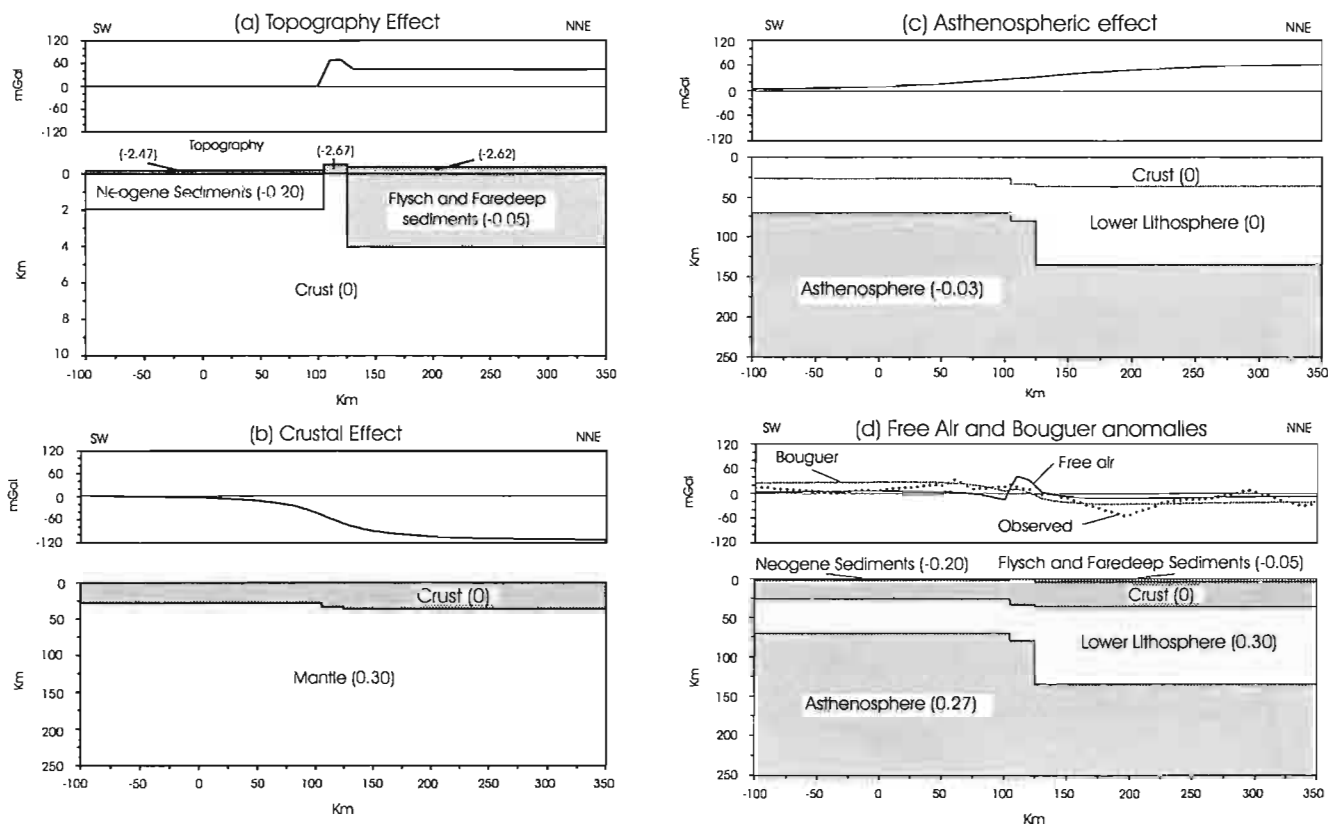 (a) Topography Effect
SW
120
60
0
-60
-120
mGal
(-2.47)
Topography
(-2.67)
(-2.62)
Neogene Sediments (-0.20)
Flysch and Faredeep
sediments (-0.05)
Crust (0)
0
2
4
6
8
10
Km
-100 -50 0 50 100 150 200 250 300 350
Km
(b) Crustal Effect
SW
NNE
120
60
0
-60
-120
mGal
Crust (0)
Mantle (0.30)
0
50
100
150
200
250
Km
-100 -50 0 50 100 150 200 250 300 350
Km
(c) Asthenospheric effect
SW
NNE
120
60
0
-60
-120
mGal
Crust (0)
Lower Lithosphere (0)
Asthenosphere (-0.03)
0
50
100
150
200
250
Km
-100 -50 0 50 100 150 200 250 300 350
Km
(d) Free Air and Bouguer anomalies
SW
NNE
120
60
0
-60
-120
mGal
Bouguer
Free air
Observed
Neogene Sediments (-0.20)
Flysch and Faredeep Sediments (-0.05)
Crust (0)
Lower Lithosphere (0.30)
Asthenosphere (0.27)
0
50
100
150
200
250
Km
-100 -50 0 50 100 150 200 250 300 350
Km
NNE